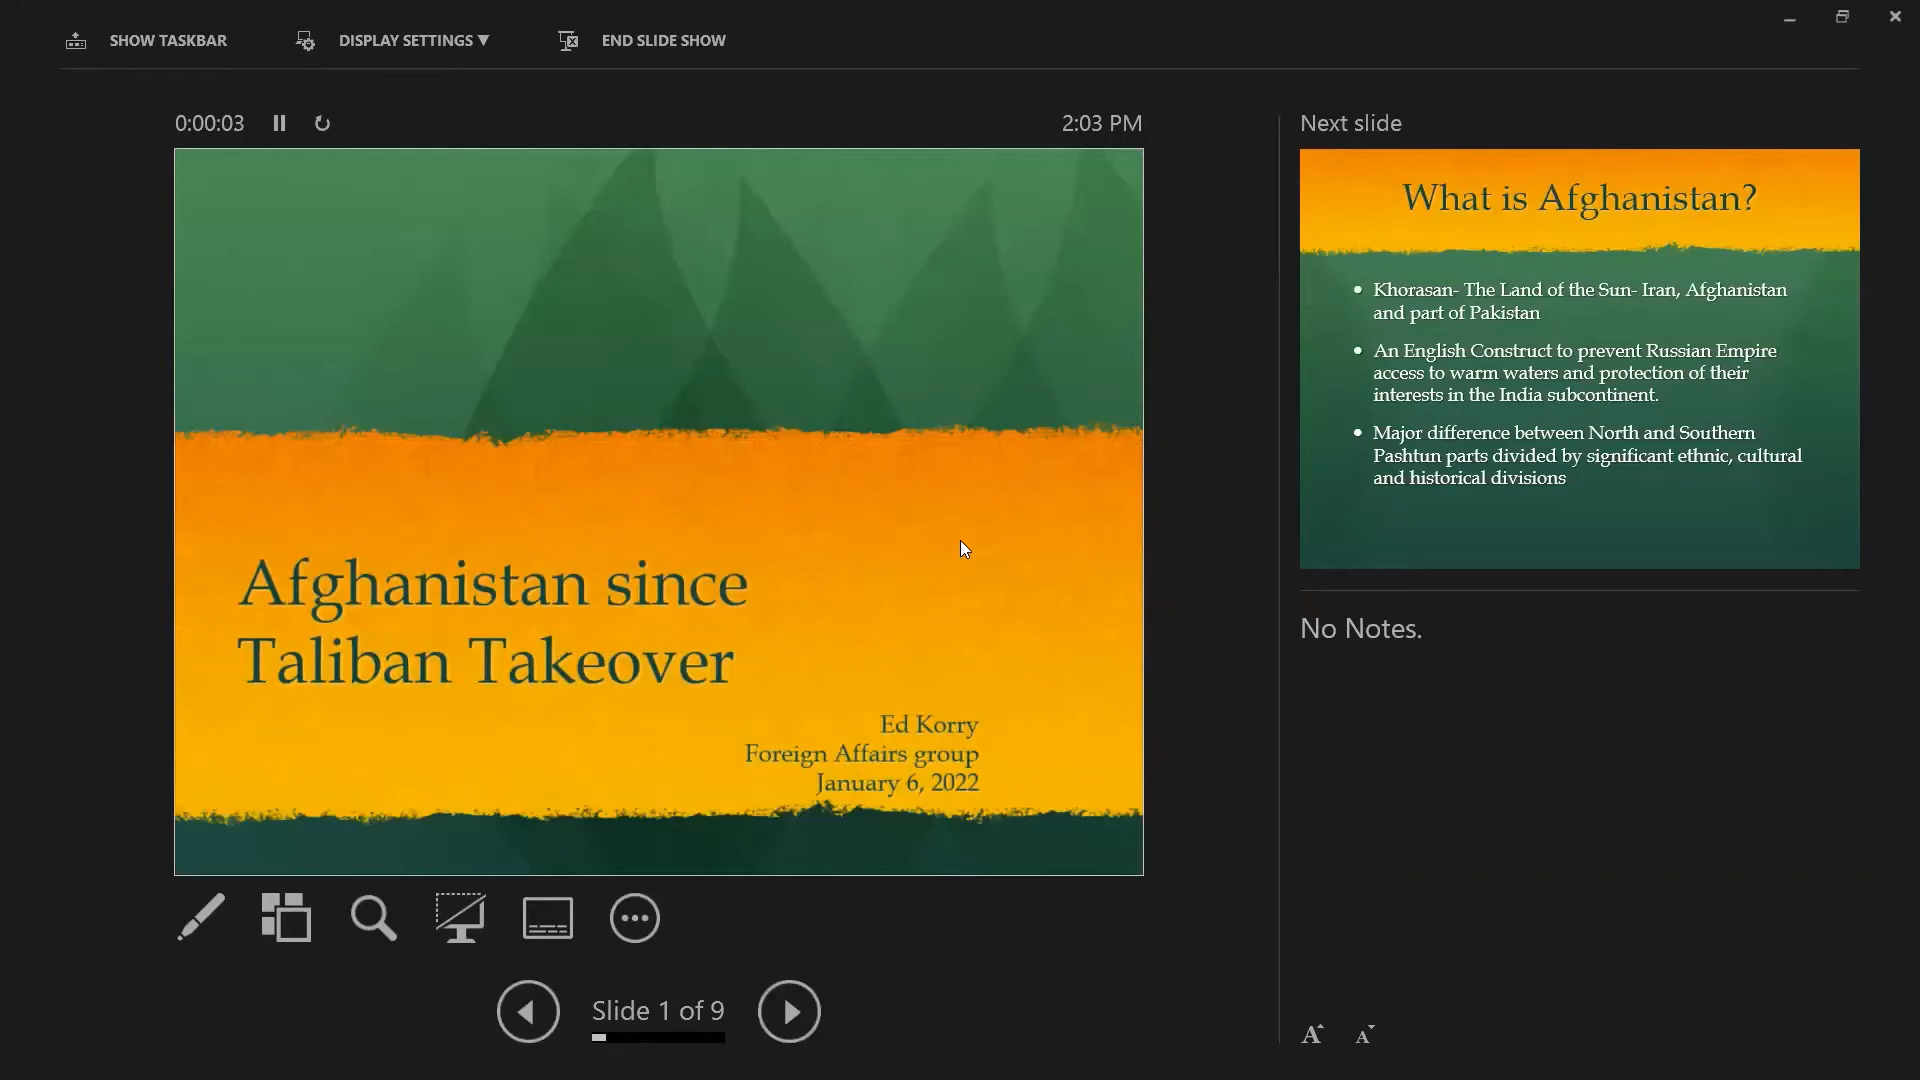 SHOW TASKBAR
DISPLAY SETTINGS ▼
END SLIDE SHOW
0:00:03
2:03 PM
Afghanistan since
Taliban Takeover
Ed Korry
Foreign Affairs group
January 6, 2022
Slide 1 of 9
Next slide
What is Afghanistan?
• Khorasan- The Land of the Sun- Iran, Afghanistan
and part of Pakistan
• An English Construct to prevent Russian Empire
access to warm waters and protection of their
interests in the India subcontinent.
• Major difference between North and Southern
Pashtun parts divided by significant ethnic, cultural
and historical divisions
No Notes.
A A